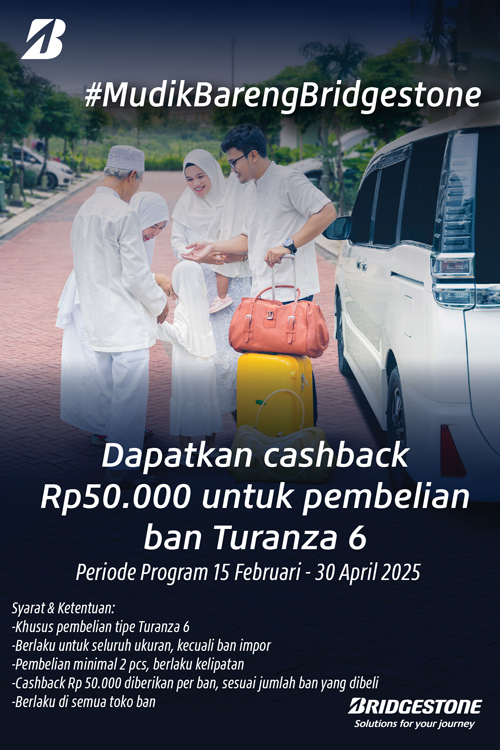 #MudikBarengBridgestone
Dapatkan cashback
Rp50.000 untuk pembelian
ban Turanza 6
Periode Program 15 Februari - 30 April 2025
Syarat & Ketentuan:
-Khusus pembelian tipe Turanza 6
-Berlaku untuk seluruh ukuran, kecuali ban impor
-Pembelian minimal 2 pcs, berlaku kelipatan
-Cashback Rp 50.000 diberikan per ban, sesuai jumlah ban yang dibeli
-Berlaku di semua toko ban
BRIDGESTONE
Solutions for your journey